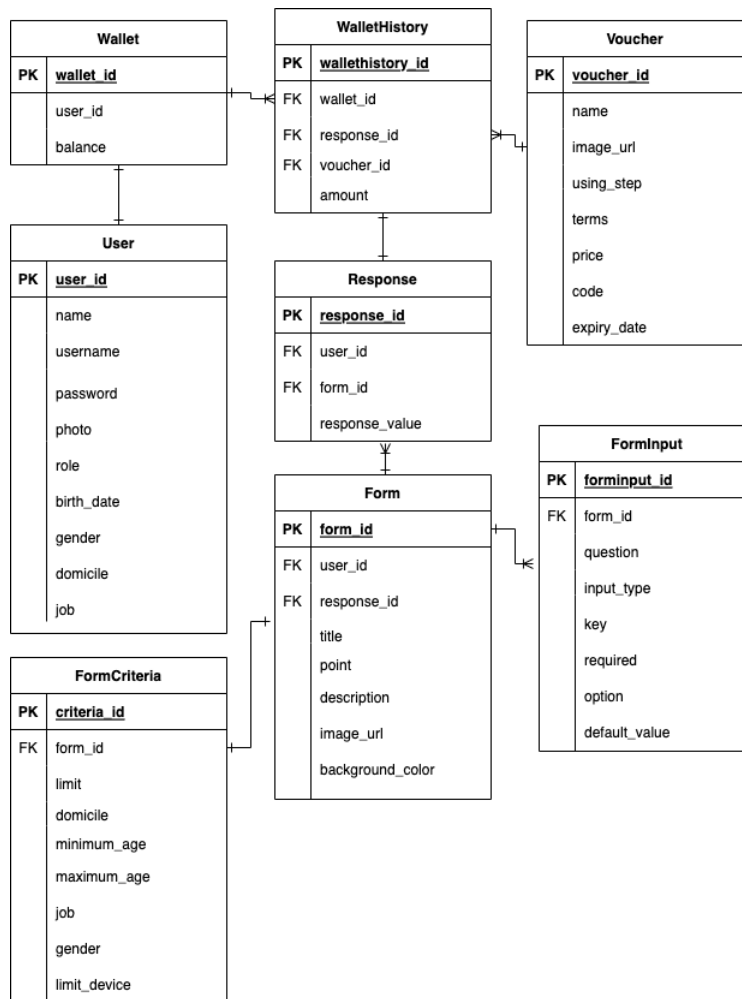 Wallet
PK wallet_id
user_id
balance
WalletHistory
PK wallethistory_id
FK wallet_id
FK response_id
FK voucher_id
amount
Voucher
PK voucher_id
name
image_url
using_step
terms
price
code
expiry_date
User
PK user_id
name
username
password
photo
role
birth_date
gender
domicile
job
Response
PK response_id
FK user_id
FK form_id
response_value
Form
PK form_id
FK user_id
FK response_id
title
point
description
image_url
background_color
FormInput
PK forminput_id
FK form_id
question
input_type
key
required
option
default_value
FormCriteria
PK criteria_id
FK form_id
limit
domicile
minimum_age
maximum_age
job
gender
limit_device